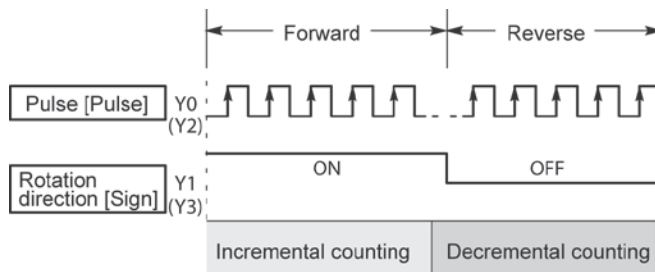 Forward Reverse
Pulse [Pulse] Y0
(Y2)
ON OFF
Rotation
direction [Sign]
Y1
(Y3)
Incremental counting Decremental counting